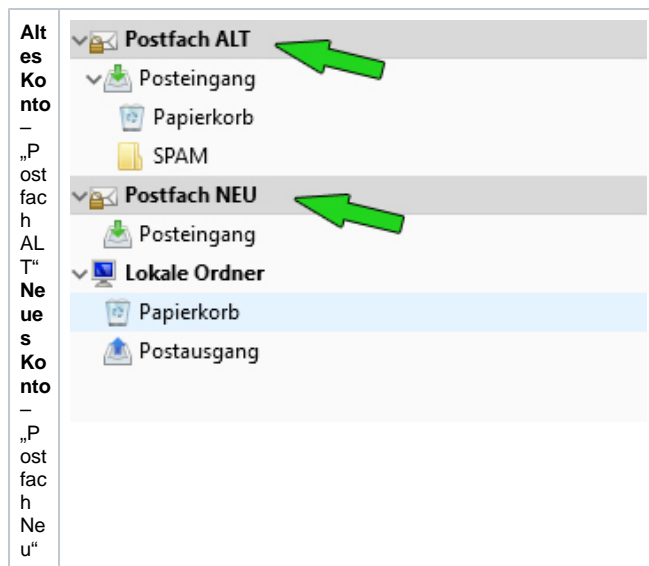 Alt
es
Ko
nto
–
„P
ost
fac
h
AL
T“
Ne
ue
s
Ko
nto
–
„P
ost
fac
h
Ne
u“
Postfach ALT
Posteingang
Papierkorb
SPAM
Postfach NEU
Posteingang
Lokale Ordner
Papierkorb
Postausgang